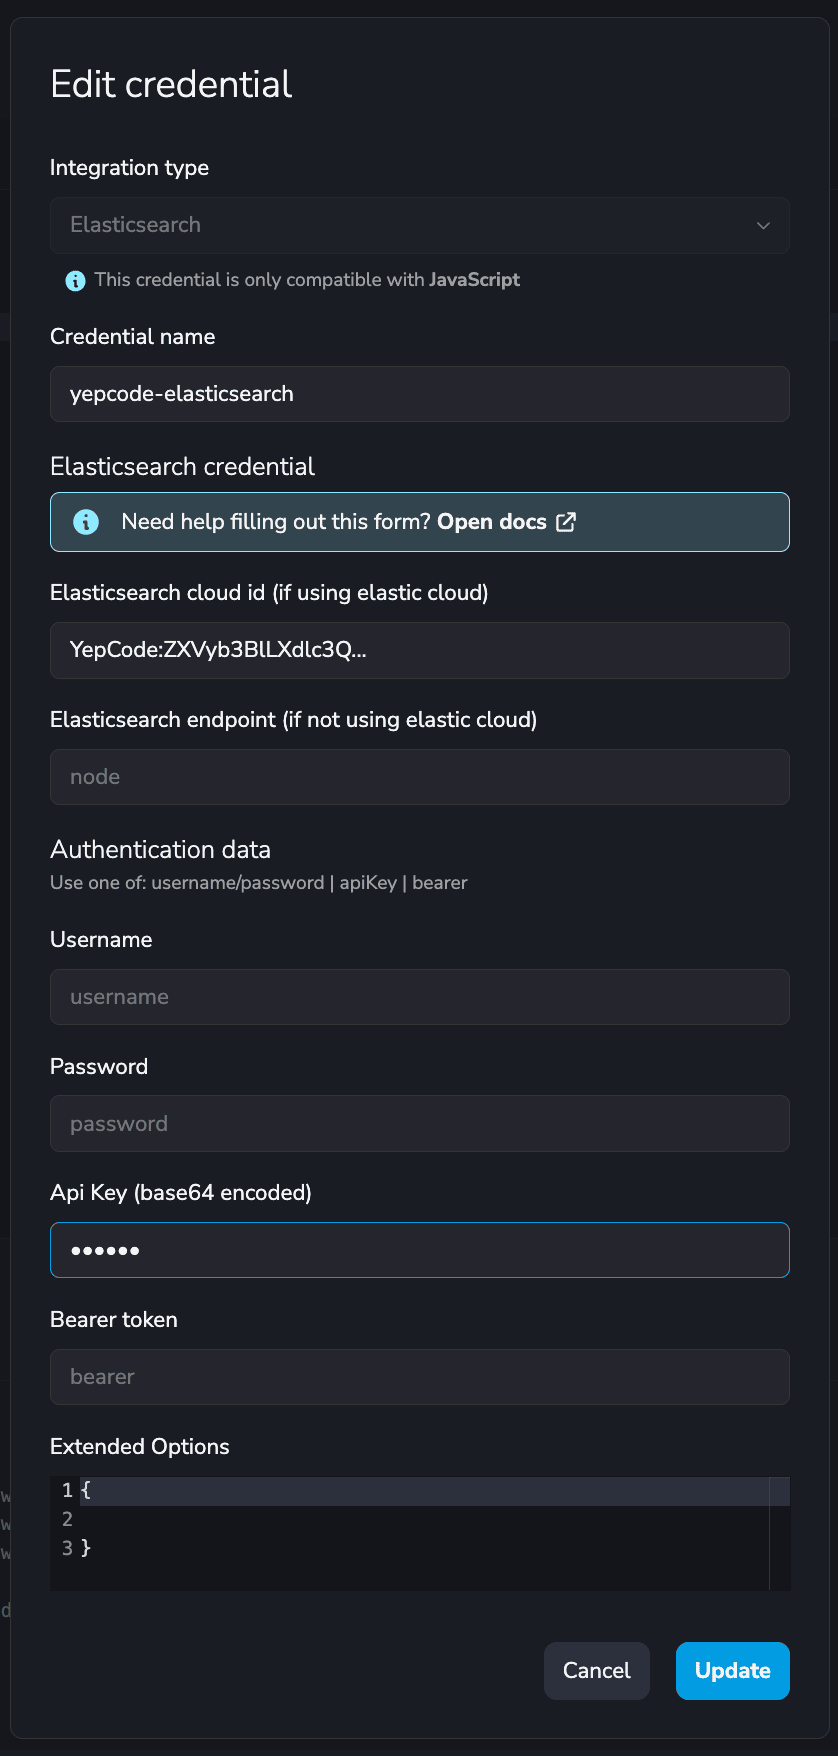 Edit credential
Integration type
Elasticsearch
This credential is only compatible with JavaScript
Credential name
yepcode-elasticsearch
Elasticsearch credential
Need help filling out this form? Open docs
Elasticsearch cloud id (if using elastic cloud)
YepCode:ZXVyb3BlLXdlc3Q...
Elasticsearch endpoint (if not using elastic cloud)
node
Authentication data
Use one of: username/password | apiKey | bearer
Username
username
Password
password
Api Key (base64 encoded)
••••••
Bearer token
bearer
Extended Options
1 {
2
3 }
Cancel Update